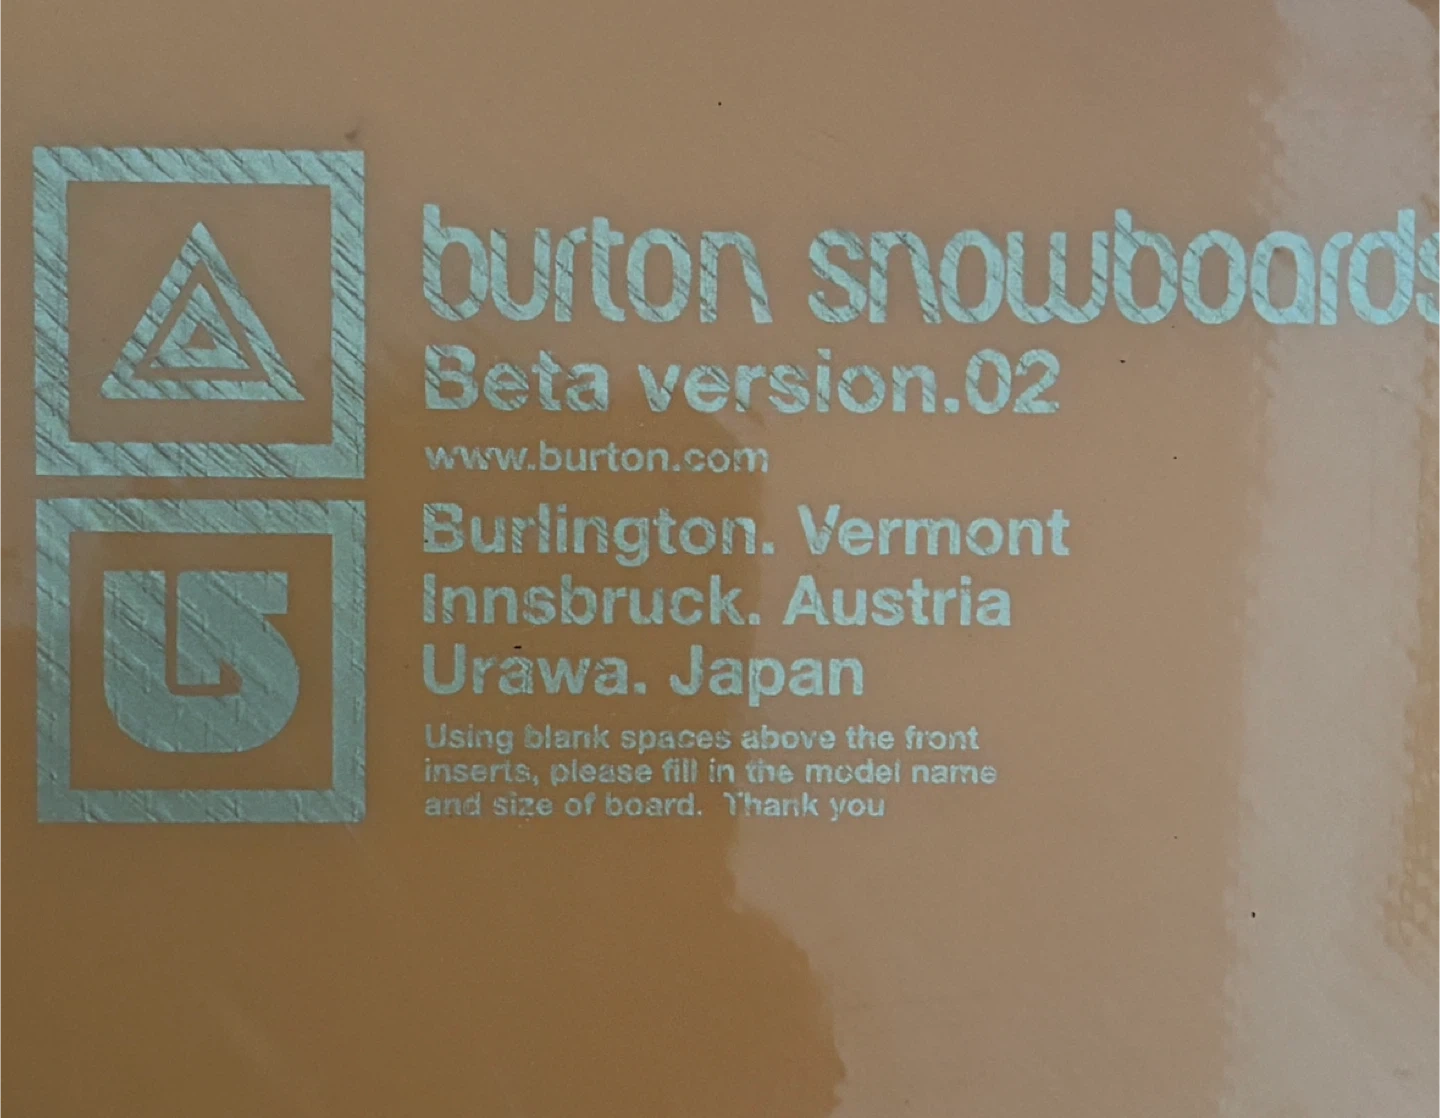 burton snowboards
Beta version.02
www.burton.com
Burlington. Vermont
Innsbruck. Austria
Urawa. Japan
Using blank spaces above the front
inserts, please fill in the model name
and size of board.  Thank you